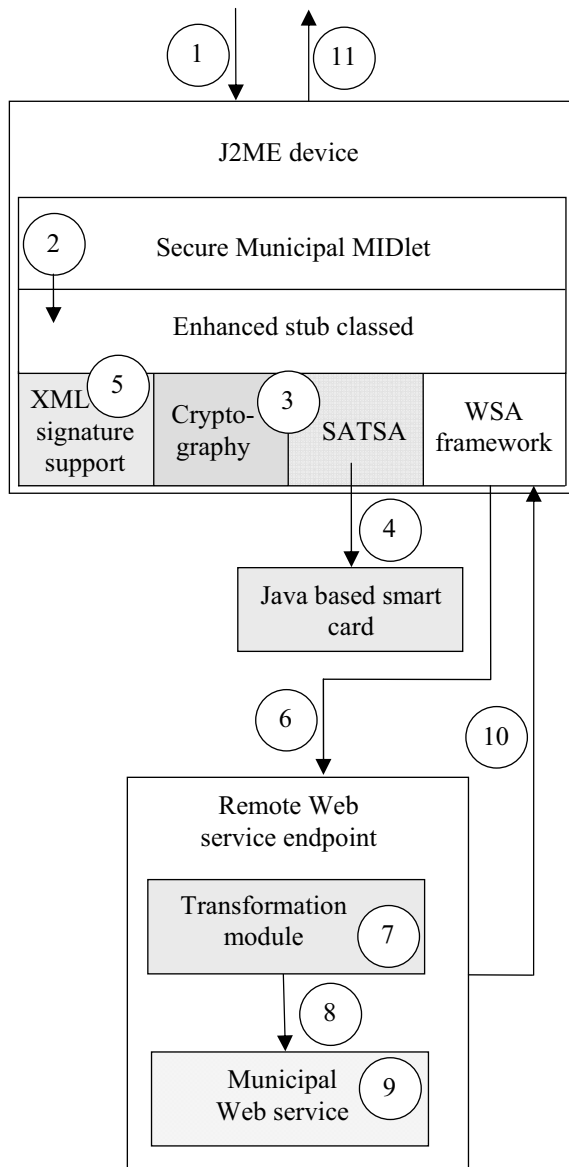 1
11
J2ME device
2
Secure Municipal MIDlet
Enhanced stub classed
5
XML
signature
support
3
Crypto-
graphy
SATSA
WSA
framework
4
Java based smart
card
6
10
Remote Web
service endpoint
Transformation
module
7
8
Municipal
Web service
9